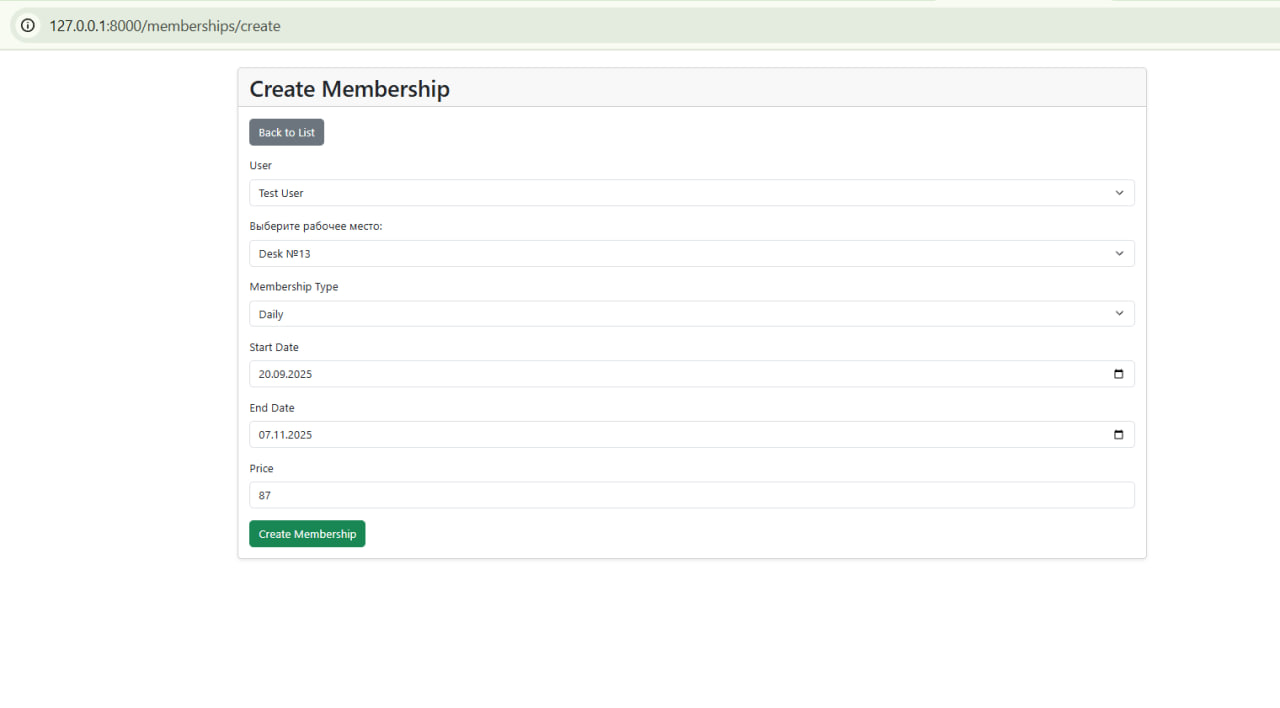 127.0.0.1:8000/memberships/create
Create Membership
Back to List
User
Test User
Выберите рабочее место:
Desk №13
Membership Type
Daily
Start Date
20.09.2025
End Date
07.11.2025
Price
87
Create Membership